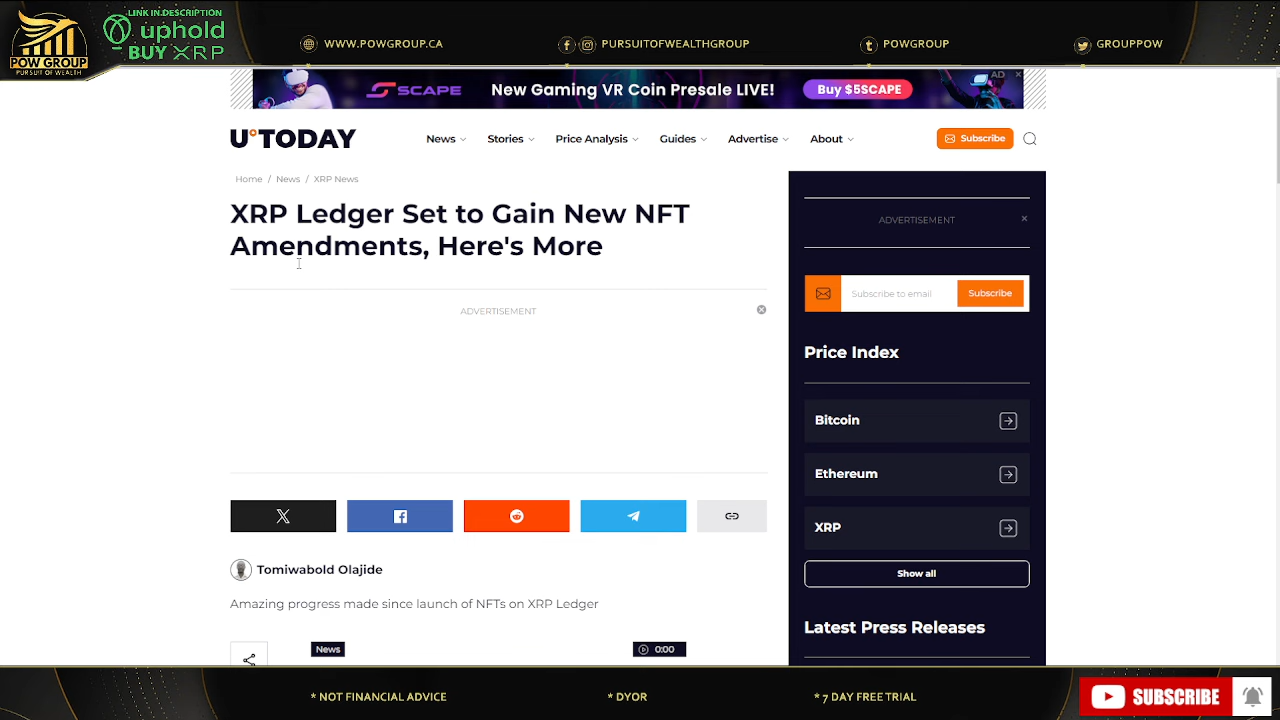 LINK IN DESCRIPTION
uphold
BUY XRP
POW GROUP
PURSUIT OF WEALTH
WWW.POWGROUP.CA
PURSUITOFWEALTHGROUP
POWGROUP
GROUPPOW
SCAPE
New Gaming VR Coin Presale LIVE!
Buy $5SCAPE
AD
U°TODAY
News
Stories
Price Analysis
Guides
Advertise
About
Subscribe
Home / News / XRP News
XRP Ledger Set to Gain New NFT
Amendments, Here's More
ADVERTISEMENT
Tomiwabold Olajide
Amazing progress made since launch of NFTs on XRP Ledger
News
0:00
ADVERTISEMENT
Subscribe to email
Subscribe
Price Index
Bitcoin
Ethereum
XRP
Show all
Latest Press Releases
* NOT FINANCIAL ADVICE
* DYOR
* 7 DAY FREE TRIAL
SUBSCRIBE